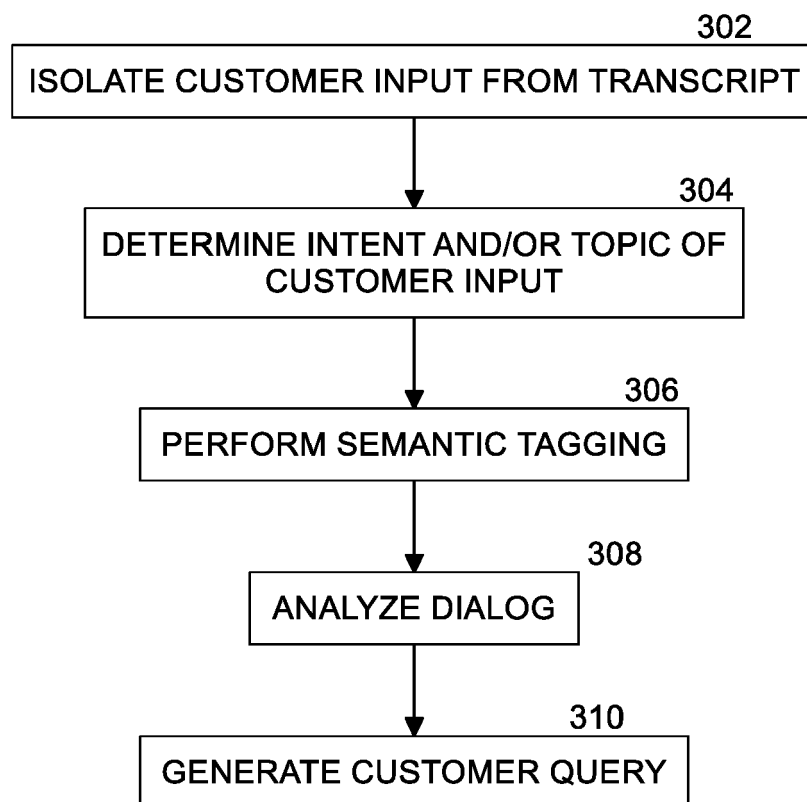 302
ISOLATE CUSTOMER INPUT FROM TRANSCRIPT
304
DETERMINE INTENT AND/OR TOPIC OF
CUSTOMER INPUT
306
PERFORM SEMANTIC TAGGING
308
ANALYZE DIALOG
310
GENERATE CUSTOMER QUERY